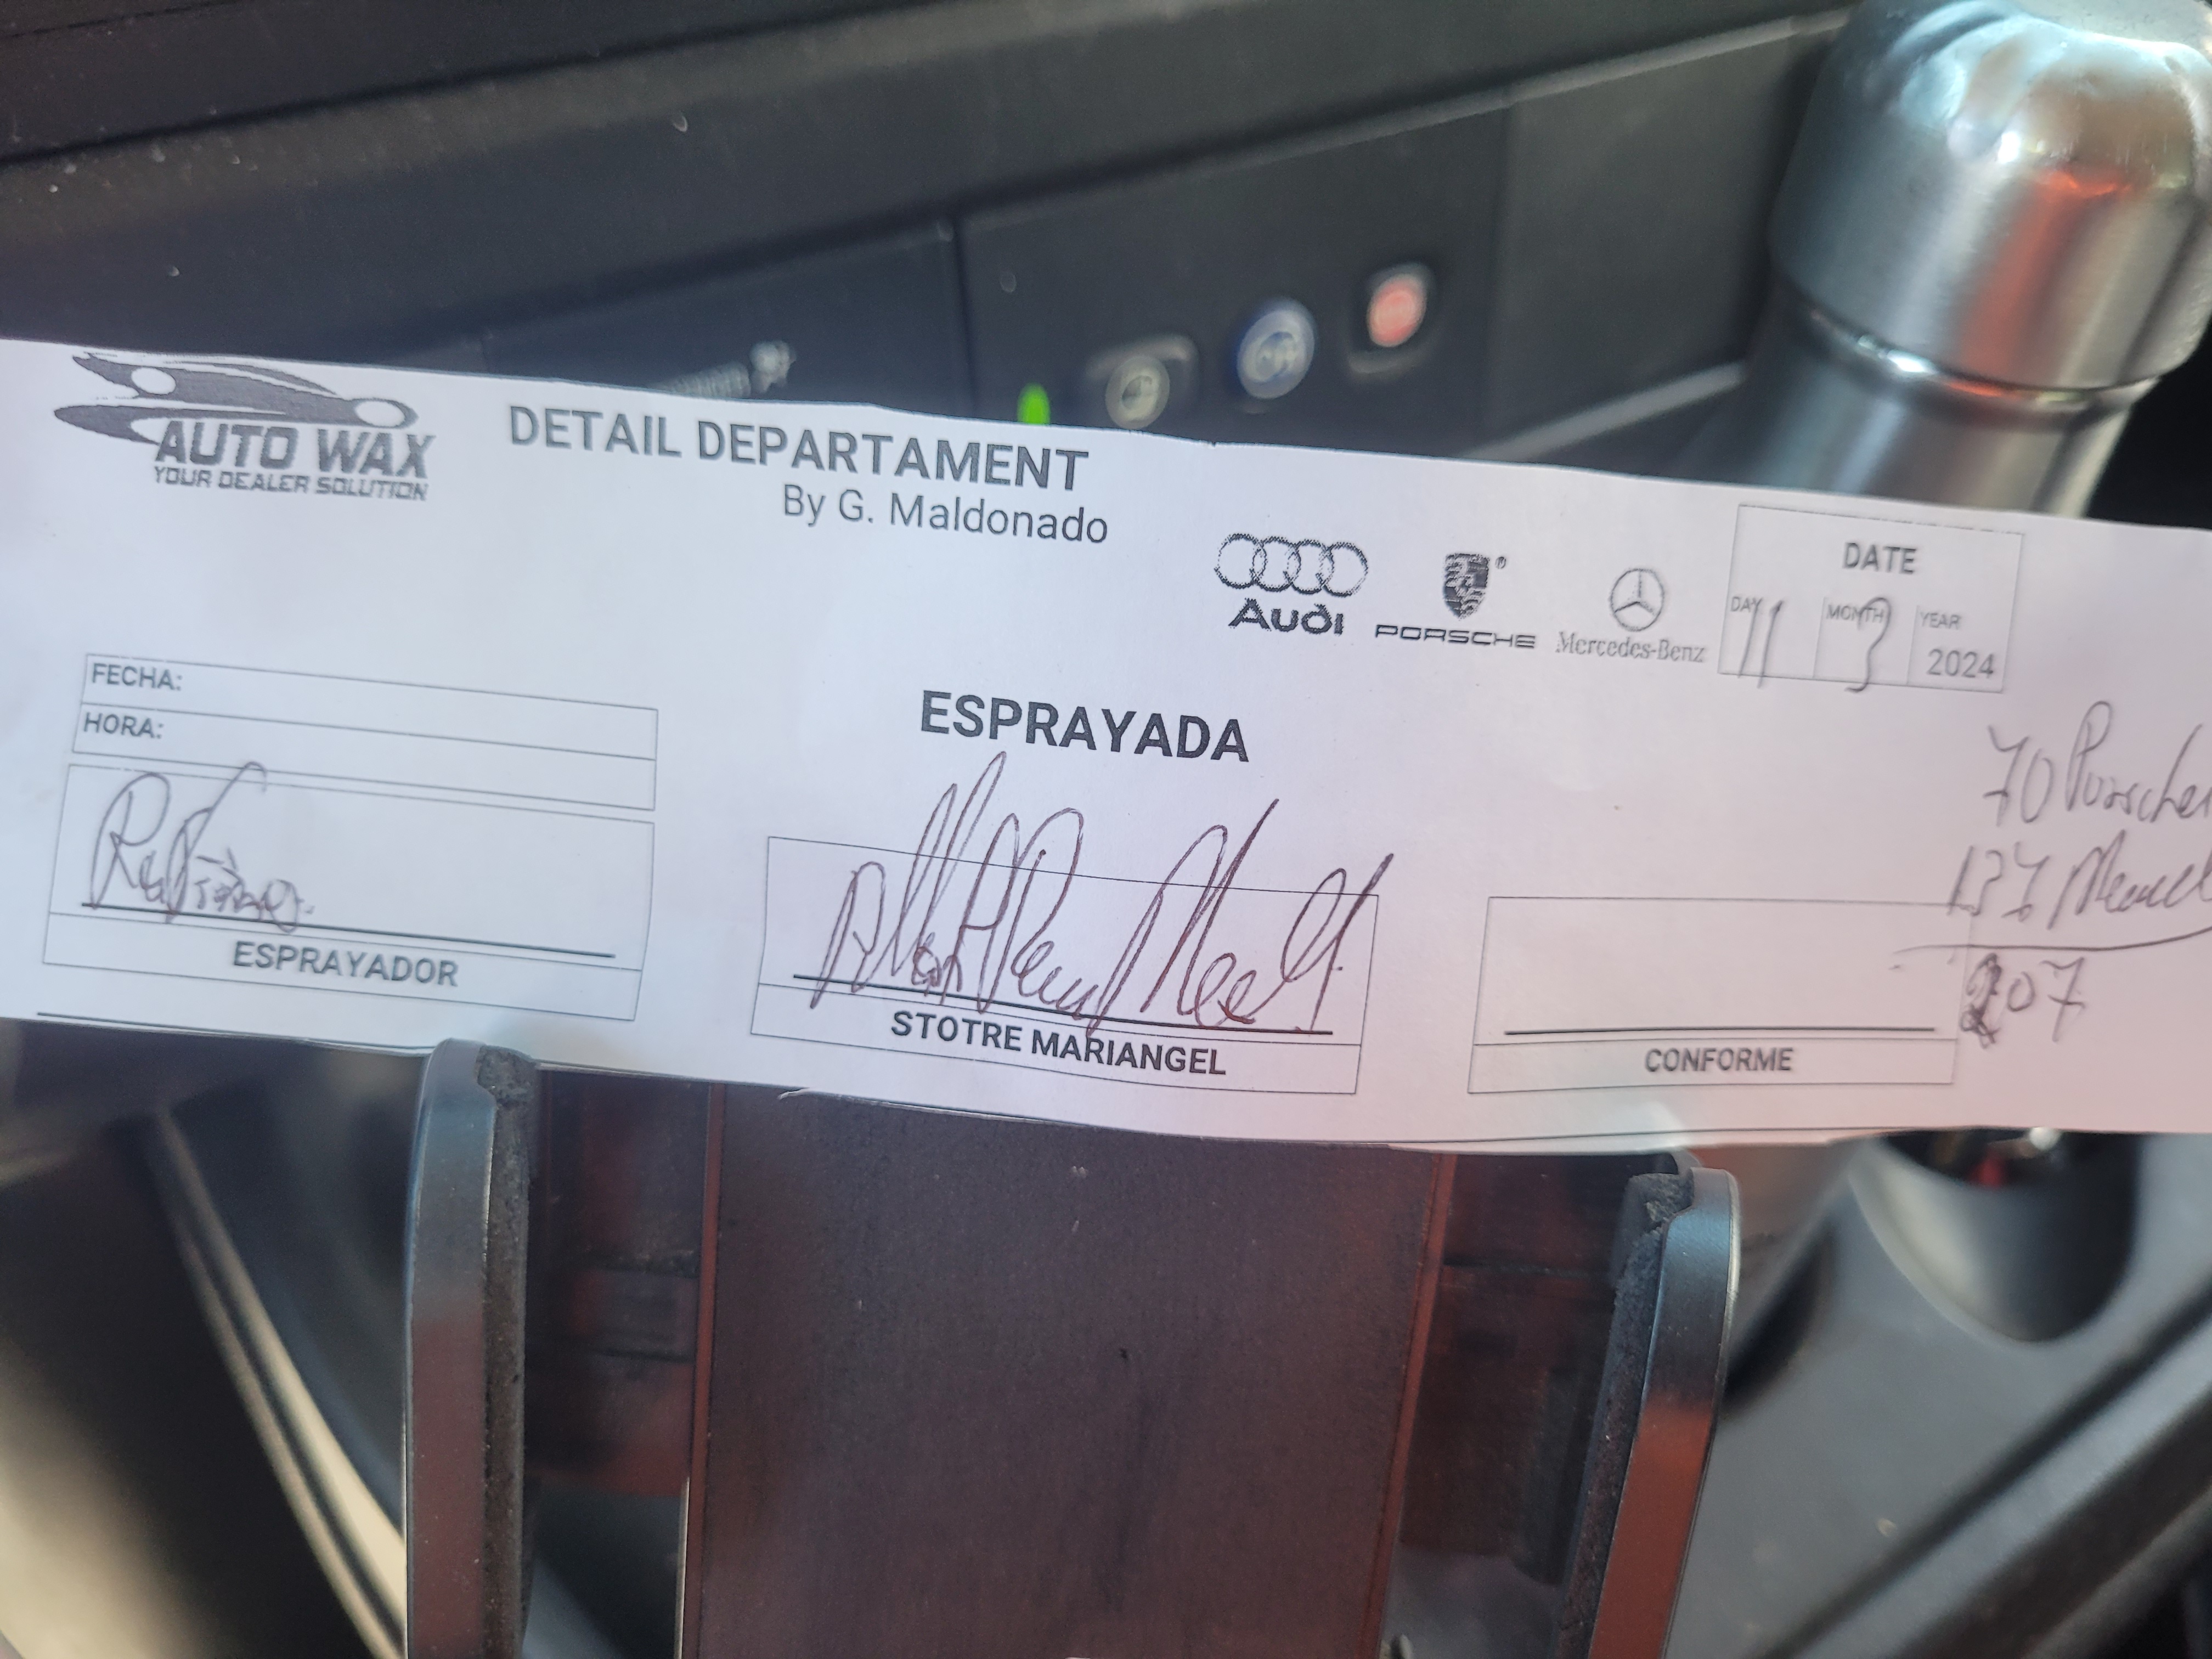 AUTO WAX
YOUR DEALER SOLUTION
DETAIL DEPARTAMENT
By G. Maldonado
Audi
PORSCHE®
Mercedes-Benz
DATE
DAY 11 MONTH 3 YEAR 2024
FECHA:
HORA:
ESPRAYADA
70 Porsche
137
207
ESPRAYADOR
STOTRE MARIANGEL
CONFORME